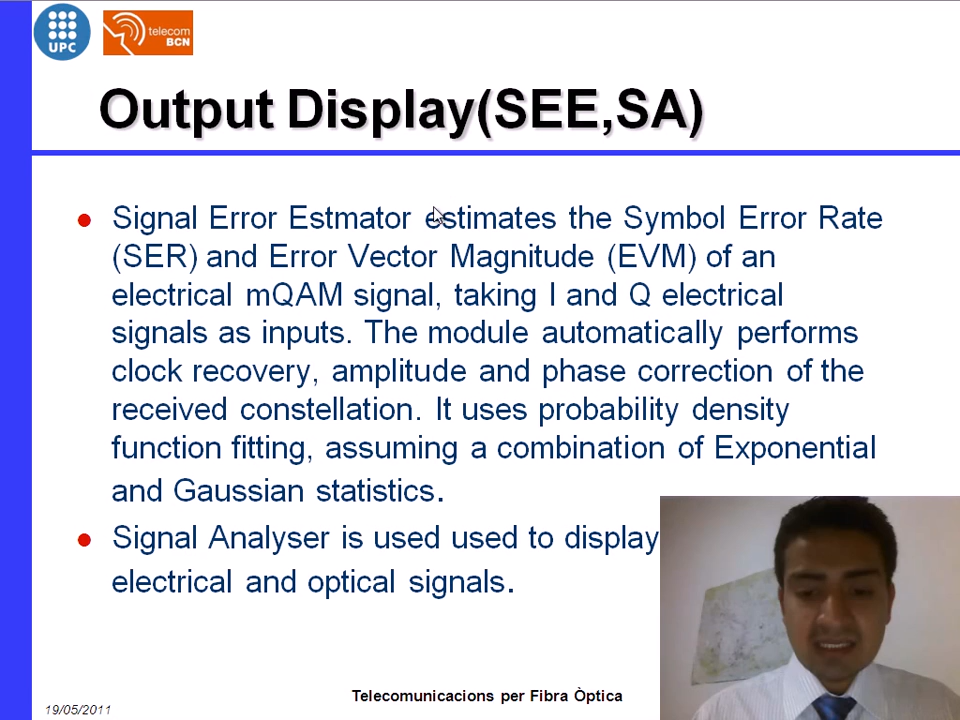 UPC
telecom
BCN
Output Display(SEE,SA)
Signal Error Estmator estimates the Symbol Error Rate
(SER) and Error Vector Magnitude (EVM) of an
electrical mQAM signal, taking I and Q electrical
signals as inputs. The module automatically performs
clock recovery, amplitude and phase correction of the
received constellation. It uses probability density
function fitting, assuming a combination of Exponential
and Gaussian statistics.
Signal Analyser is used used to display
electrical and optical signals.
Telecomunicacions per Fibra Òptica
19/05/2011